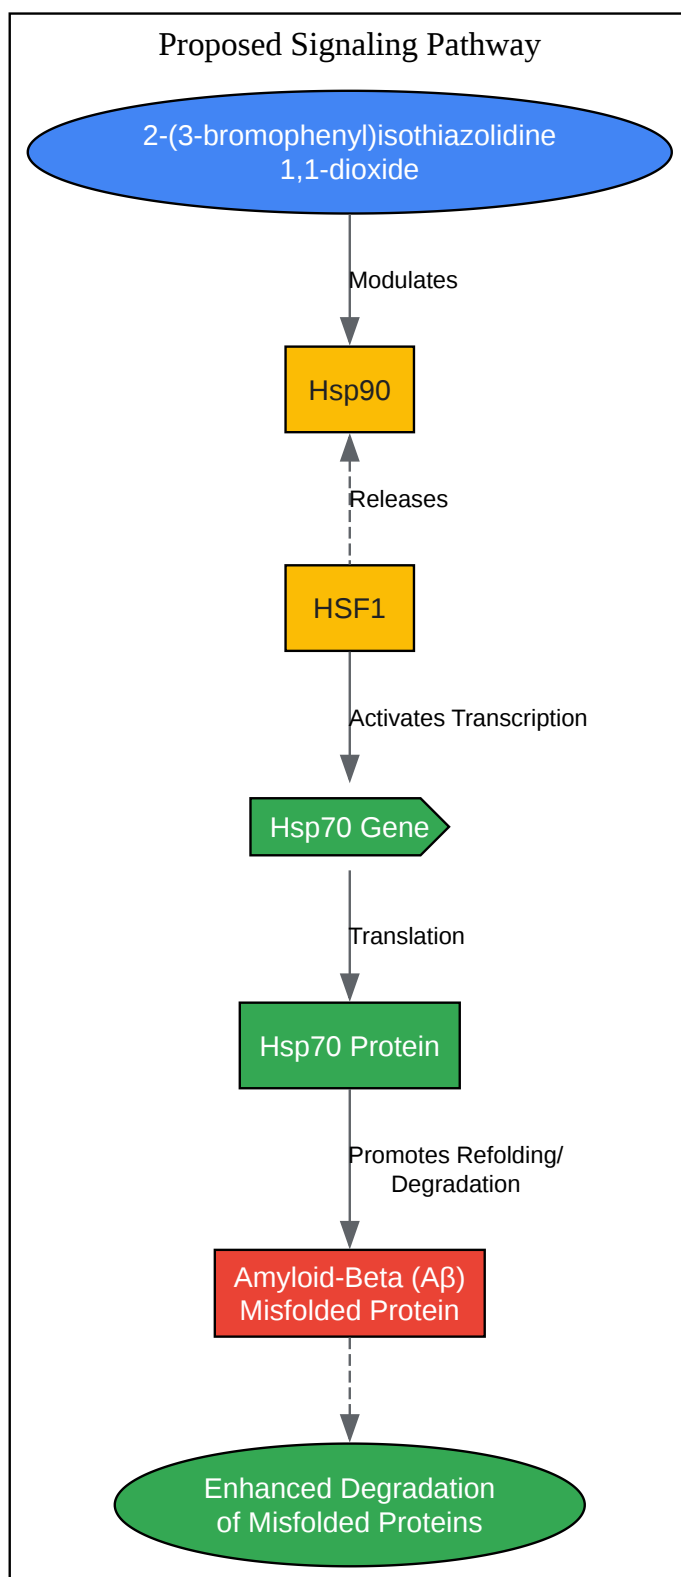 Proposed Signaling Pathway
2-(3-bromophenyl)isothiazolidine
1,1-dioxide
Modulates
Hsp90
Releases
HSF1
Activates Transcription
Hsp70 Gene
Translation
Hsp70 Protein
Promotes Refolding/
Degradation
Amyloid-Beta (Aβ)
Misfolded Protein
Enhanced Degradation
of Misfolded Proteins